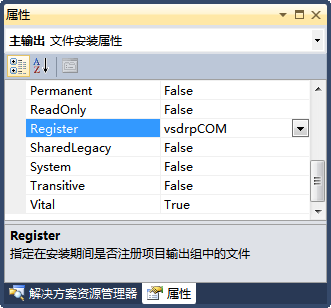 属性
主输出 文件安装属性
Permanent False
ReadOnly False
Register vsdrpCOM
SharedLegacy False
System False
Transitive False
Vital True
Register
指定在安装期间是否注册项目输出组中的文件
解决方案资源管理器 属性